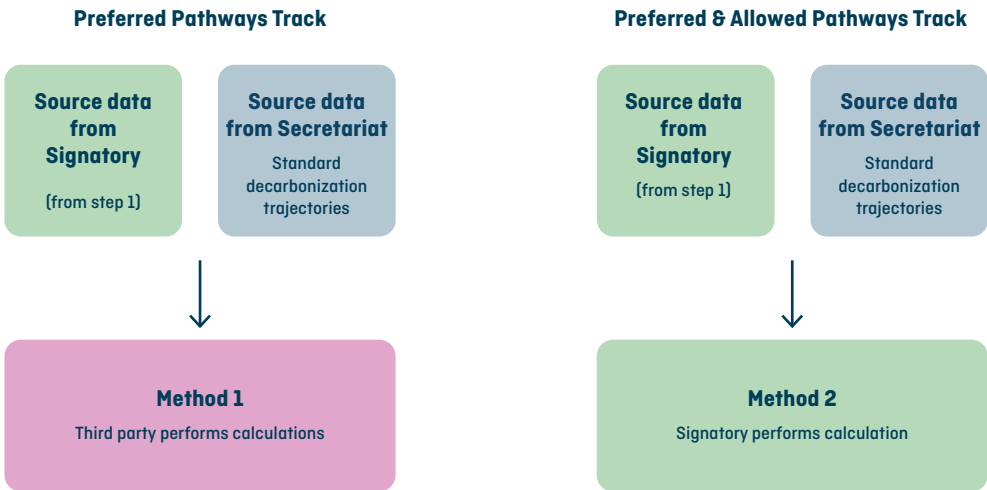 Preferred Pathways Track
Source data
from
Signatory
(from step 1)
Source data
from Secretariat
Standard
decarbonization
trajectories
Method 1
Third party performs calculations
Preferred & Allowed Pathways Track
Source data
from
Signatory
(from step 1)
Source data
from Secretariat
Standard
decarbonization
trajectories
Method 2
Signatory performs calculation